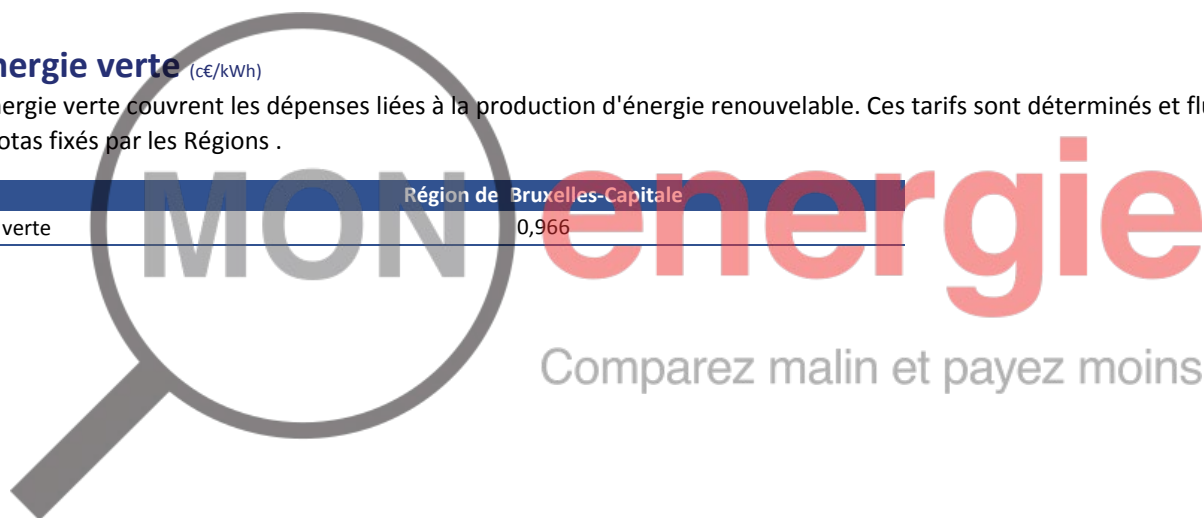 nergie verte (c€/kWh)
nergie verte couvrent les dépenses liées à la production d'énergie renouvelable. Ces tarifs sont déterminés et fl
otas fixés par les Régions .
Région de Bruxelles-Capitale
verte 0,966
MON energie
Comparez malin et payez moins